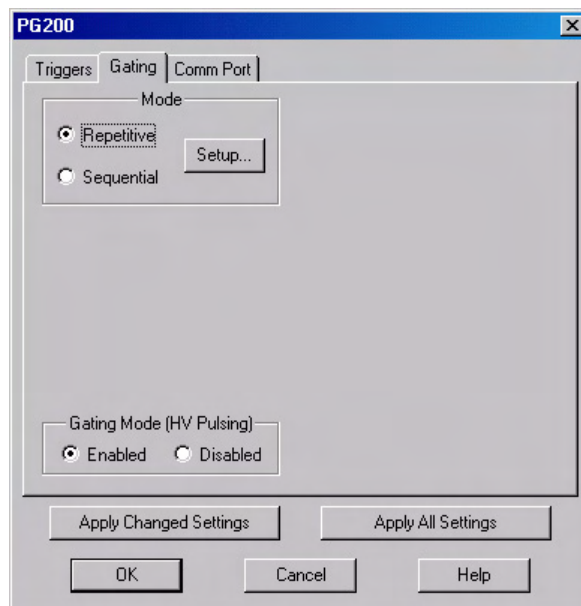 PG200
Triggers Gating Comm Port
Mode
Repetitive
Setup...
Sequential
Gating Mode (HV Pulsing)
Enabled Disabled
Apply Changed Settings Apply All Settings
OK Cancel Help